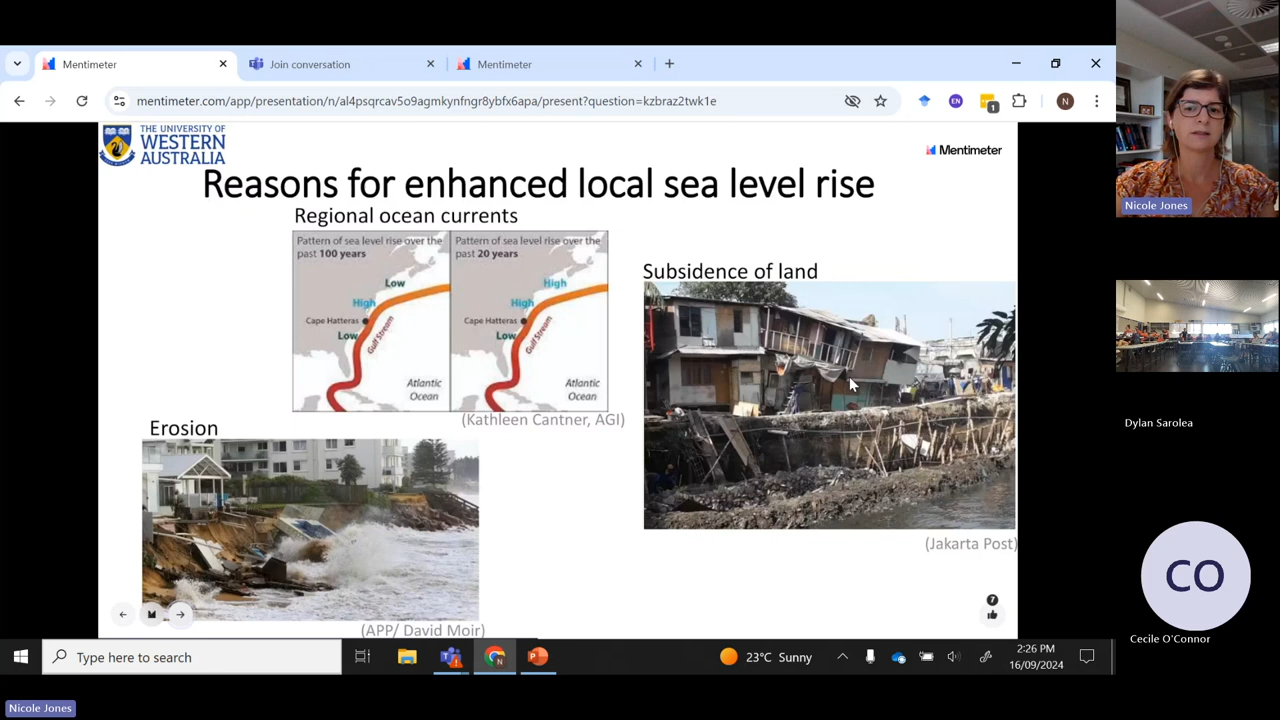 Mentimeter
Join conversation
Mentimeter
mentimeter.com/app/presentation/n/al4psqrcav5o9agmkynfngr8ybfx6apa/present?question=kzbraz2twk1e
EN
1
N
THE UNIVERSITY OF
WESTERN
AUSTRALIA
Mentimeter
Reasons for enhanced local sea level rise
Regional ocean currents
Pattern of sea level rise over the
past 100 years
Low
High
Cape Hatteras
Low
Gulf Stream
Atlantic
Ocean
Pattern of sea level rise over the
past 20 years
High
High
Cape Hatteras
Low
Gulf Stream
Atlantic
Ocean
(Kathleen Cantner, AGI)
Subsidence of land
(Jakarta Post)
Erosion
(APP/ David Moir)
7
Type here to search
N
23°C Sunny
2:26 PM
16/09/2024
Nicole Jones
Dylan Sarolea
CO
Cecile O'Connor
Nicole Jones